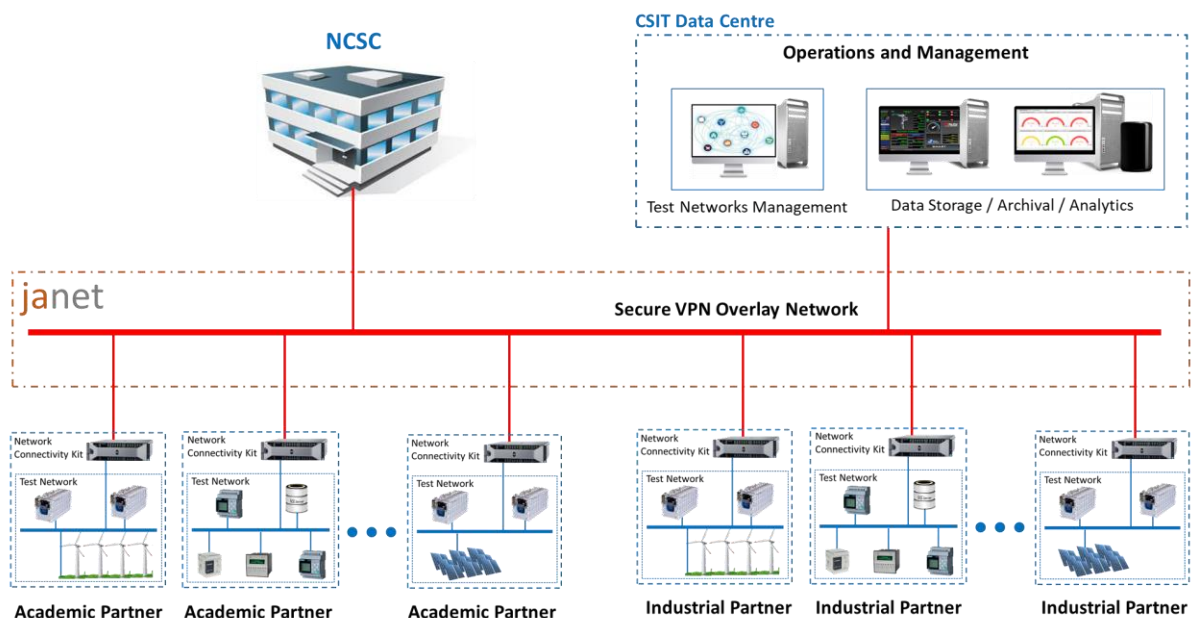 CSIT Data Centre
NCSC
Operations and Management
Test Networks Management
Data Storage / Archival / Analytics
janet
Secure VPN Overlay Network
Network
Connectivity Kit
Test Network
Academic Partner
Network
Connectivity Kit
Test Network
Academic Partner
Network
Connectivity Kit
Test Network
Academic Partner
Network
Connectivity Kit
Test Network
Industrial Partner
Network
Connectivity Kit
Test Network
Industrial Partner
Network
Connectivity Kit
Test Network
Industrial Partner